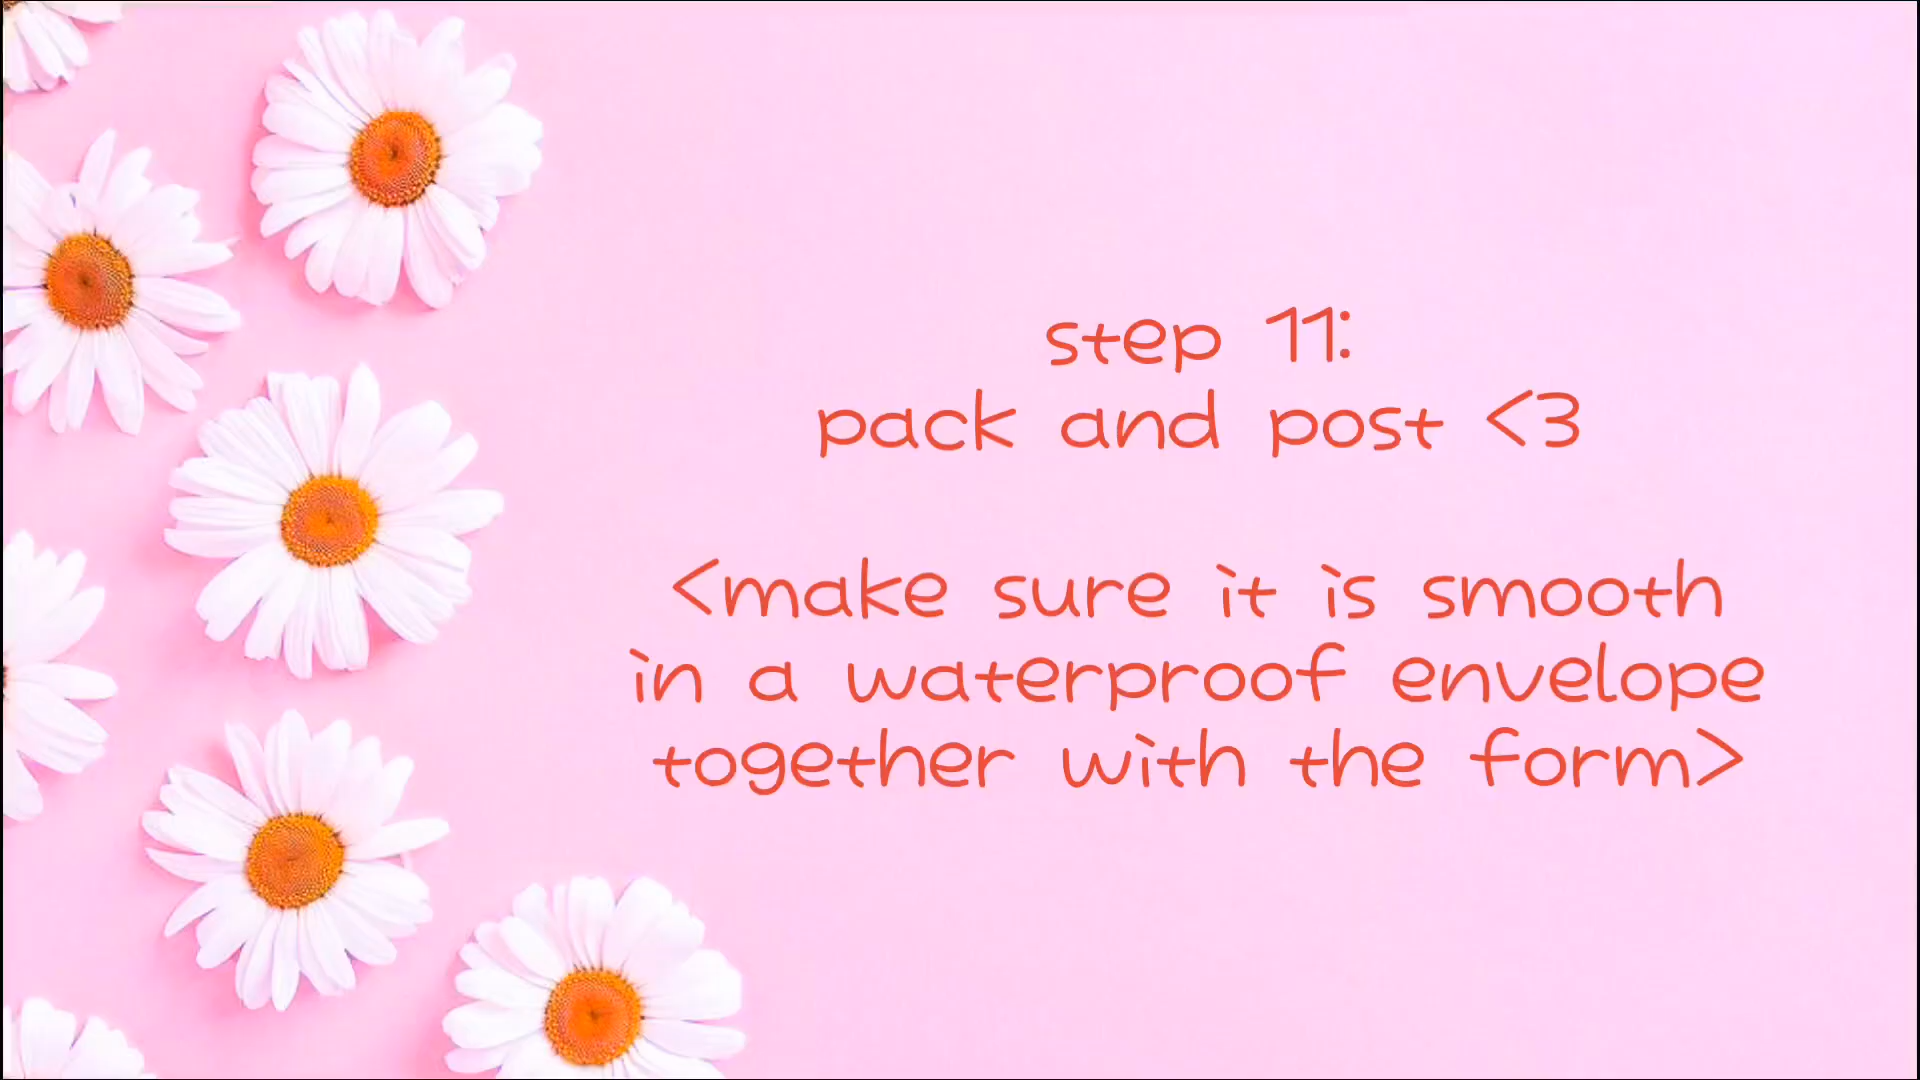 step 11:
pack and post <3
<make sure it is smooth
in a waterproof envelope
together with the form>